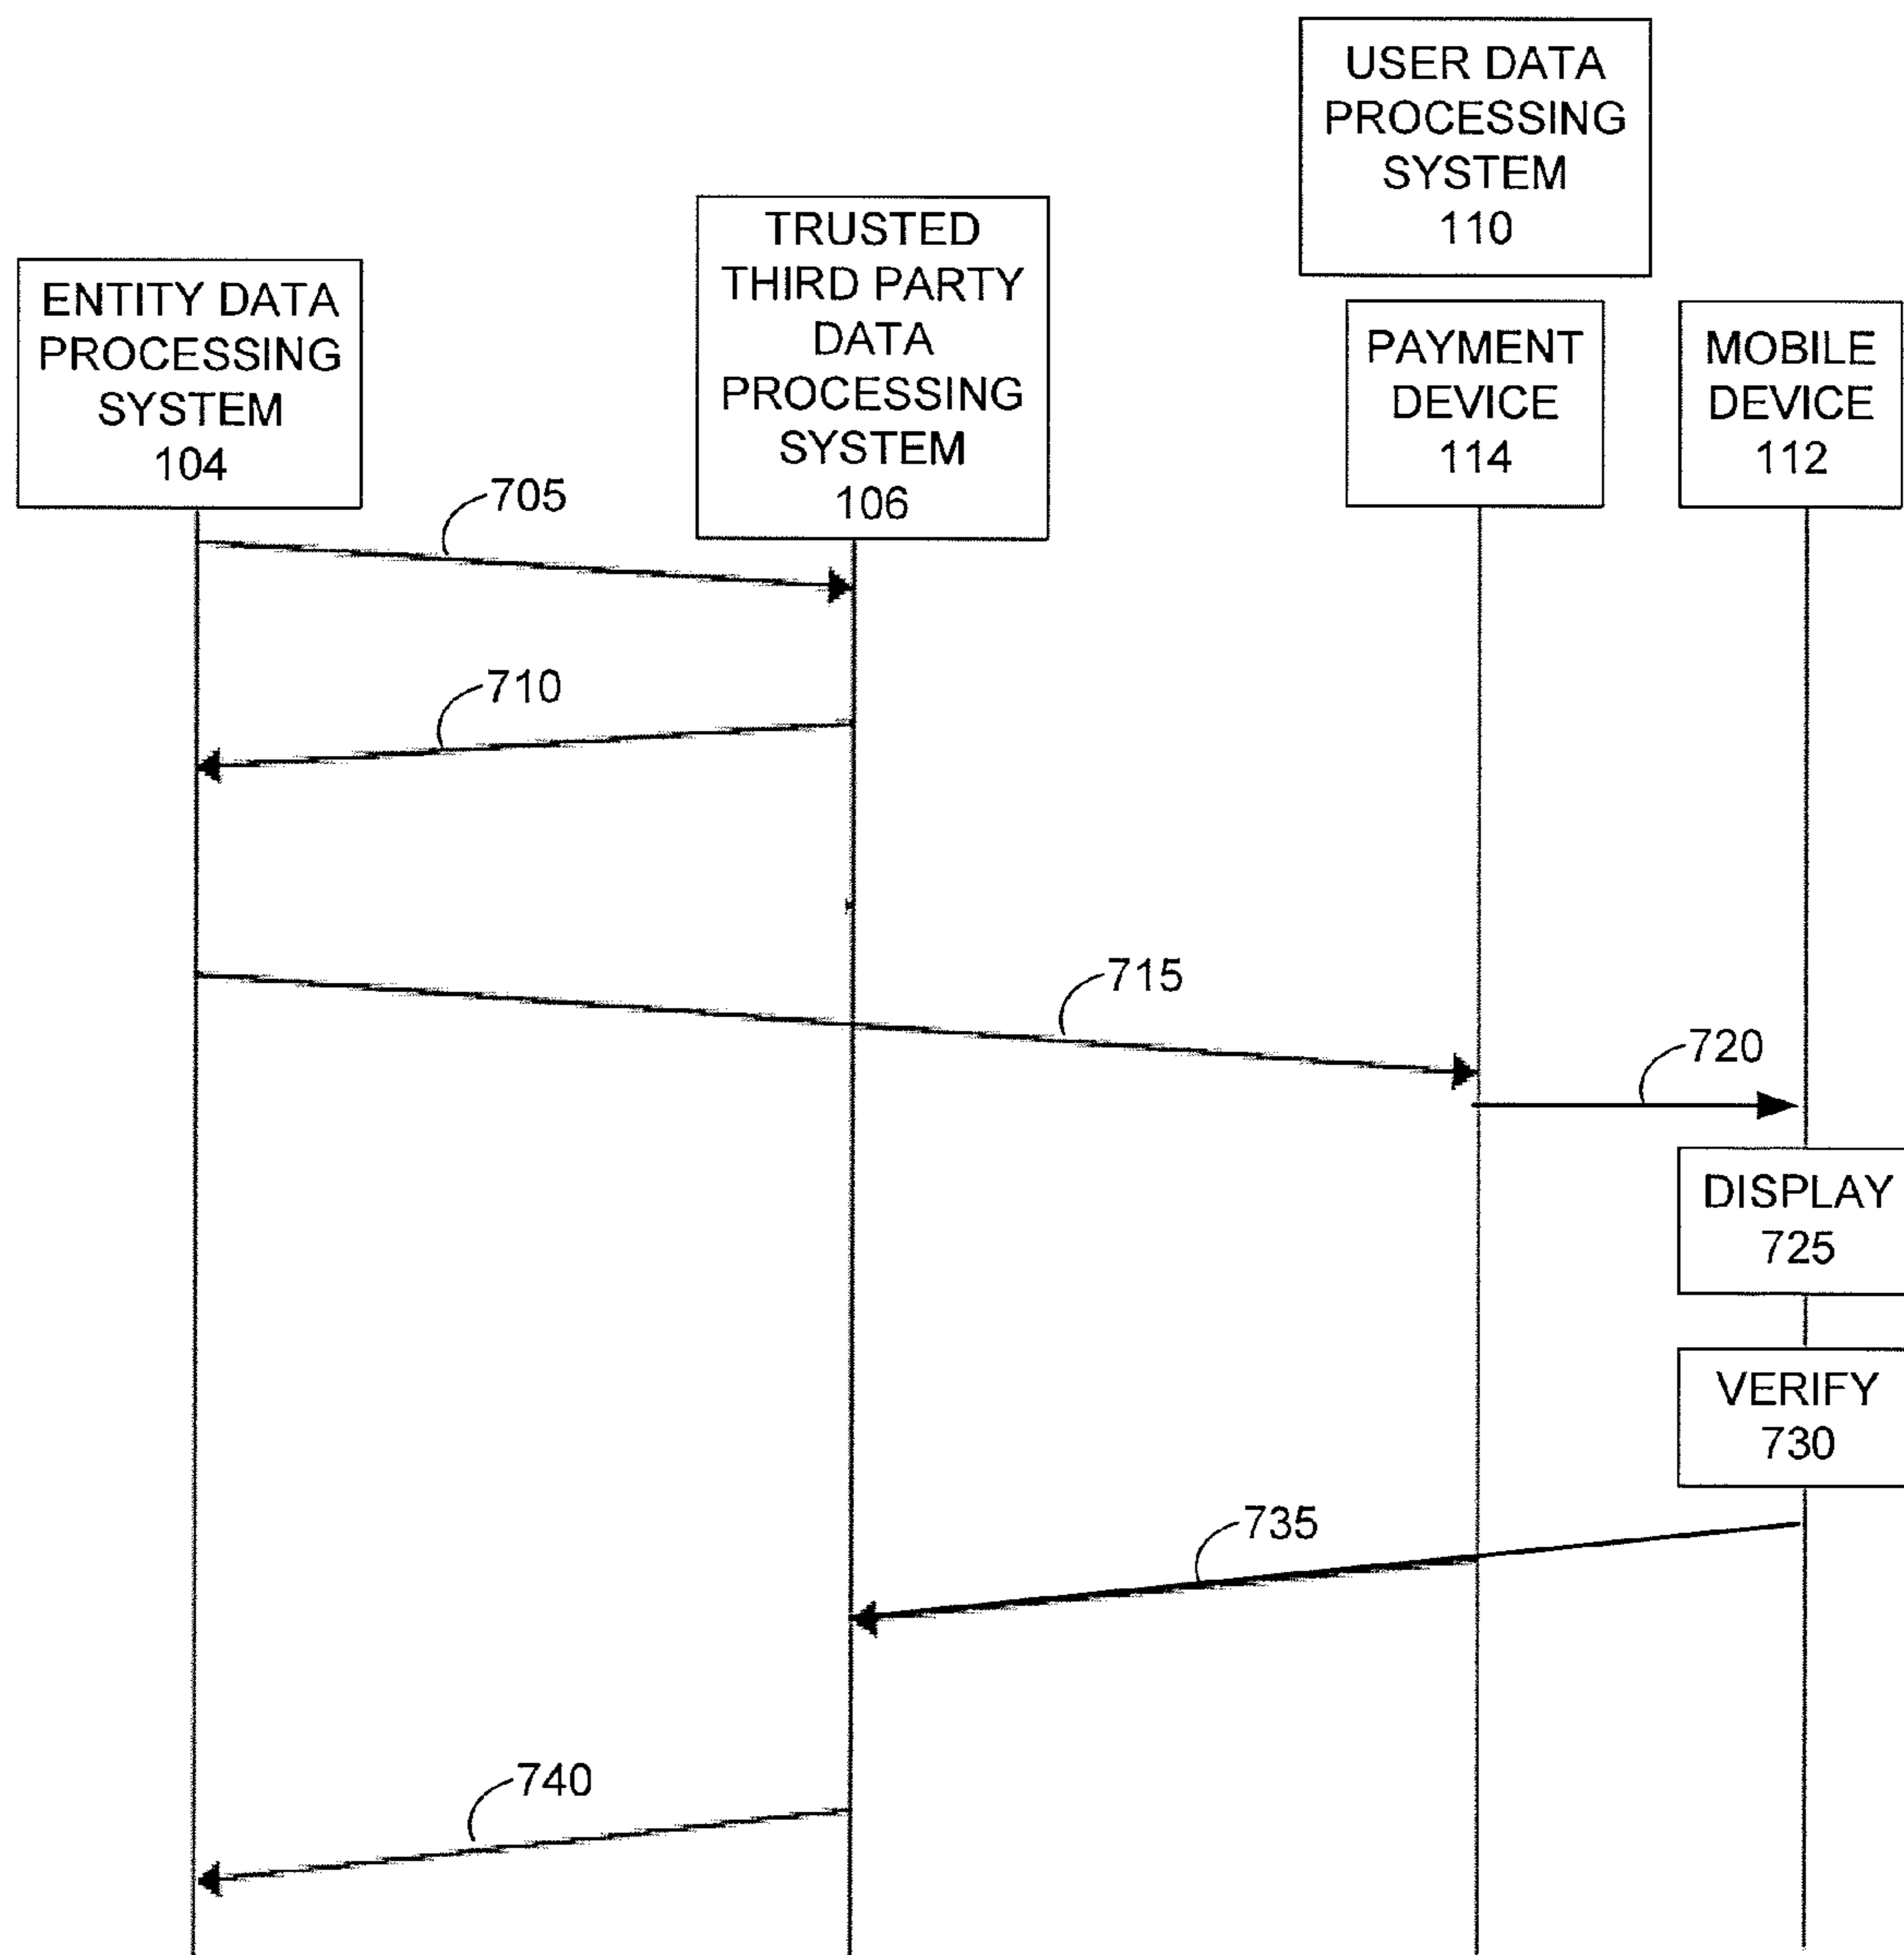 USER DATA
PROCESSING
SYSTEM
110
TRUSTED
THIRD PARTY
DATA
PROCESSING
SYSTEM
106
ENTITY DATA
PROCESSING
SYSTEM
104
PAYMENT
DEVICE
114
MOBILE
DEVICE
112
705
710
715
720
DISPLAY
725
VERIFY
730
735
740